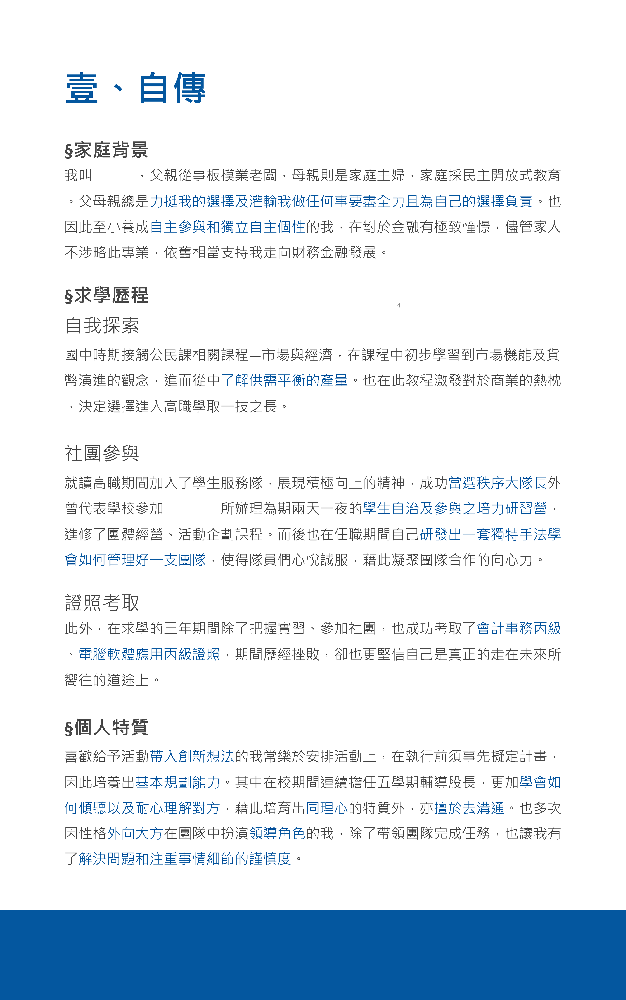 壹、自傳
§家庭背景
我叫　　　，父親從事板模業老闆，母親則是家庭主婦，家庭採民主開放式教育
。父母親總是力挺我的選擇及灌輸我做任何事要盡全力且為自己的選擇負責。也
因此至小養成自主參與和獨立自主個性的我，在對於金融有極致憧憬，儘管家人
不涉略此專業，依舊相當支持我走向財務金融發展。
§求學歷程
4
自我探索
國中時期接觸公民課相關課程—市場與經濟，在課程中初步學習到市場機能及貨
幣演進的觀念，進而從中了解供需平衡的產量。也在此教程激發對於商業的熱枕
，決定選擇進入高職學取一技之長。
社團參與
就讀高職期間加入了學生服務隊，展現積極向上的精神，成功當選秩序大隊長外
曾代表學校參加　　　　所辦理為期兩天一夜的學生自治及參與之培力研習營，
進修了團體經營、活動企劃課程。而後也在任職期間自己研發出一套獨特手法學
會如何管理好一支團隊，使得隊員們心悅誠服，藉此凝聚團隊合作的向心力。
證照考取
此外，在求學的三年期間除了把握實習、參加社團，也成功考取了會計事務丙級
、電腦軟體應用丙級證照，期間歷經挫敗，卻也更堅信自己是真正的走在未來所
嚮往的道途上。
§個人特質
喜歡給予活動帶入創新想法的我常樂於安排活動上，在執行前須事先擬定計畫，
因此培養出基本規劃能力。其中在校期間連續擔任五學期輔導股長，更加學會如
何傾聽以及耐心理解對方，藉此培育出同理心的特質外，亦擅於去溝通。也多次
因性格外向大方在團隊中扮演領導角色的我，除了帶領團隊完成任務，也讓我有
了解決問題和注重事情細節的謹慎度。